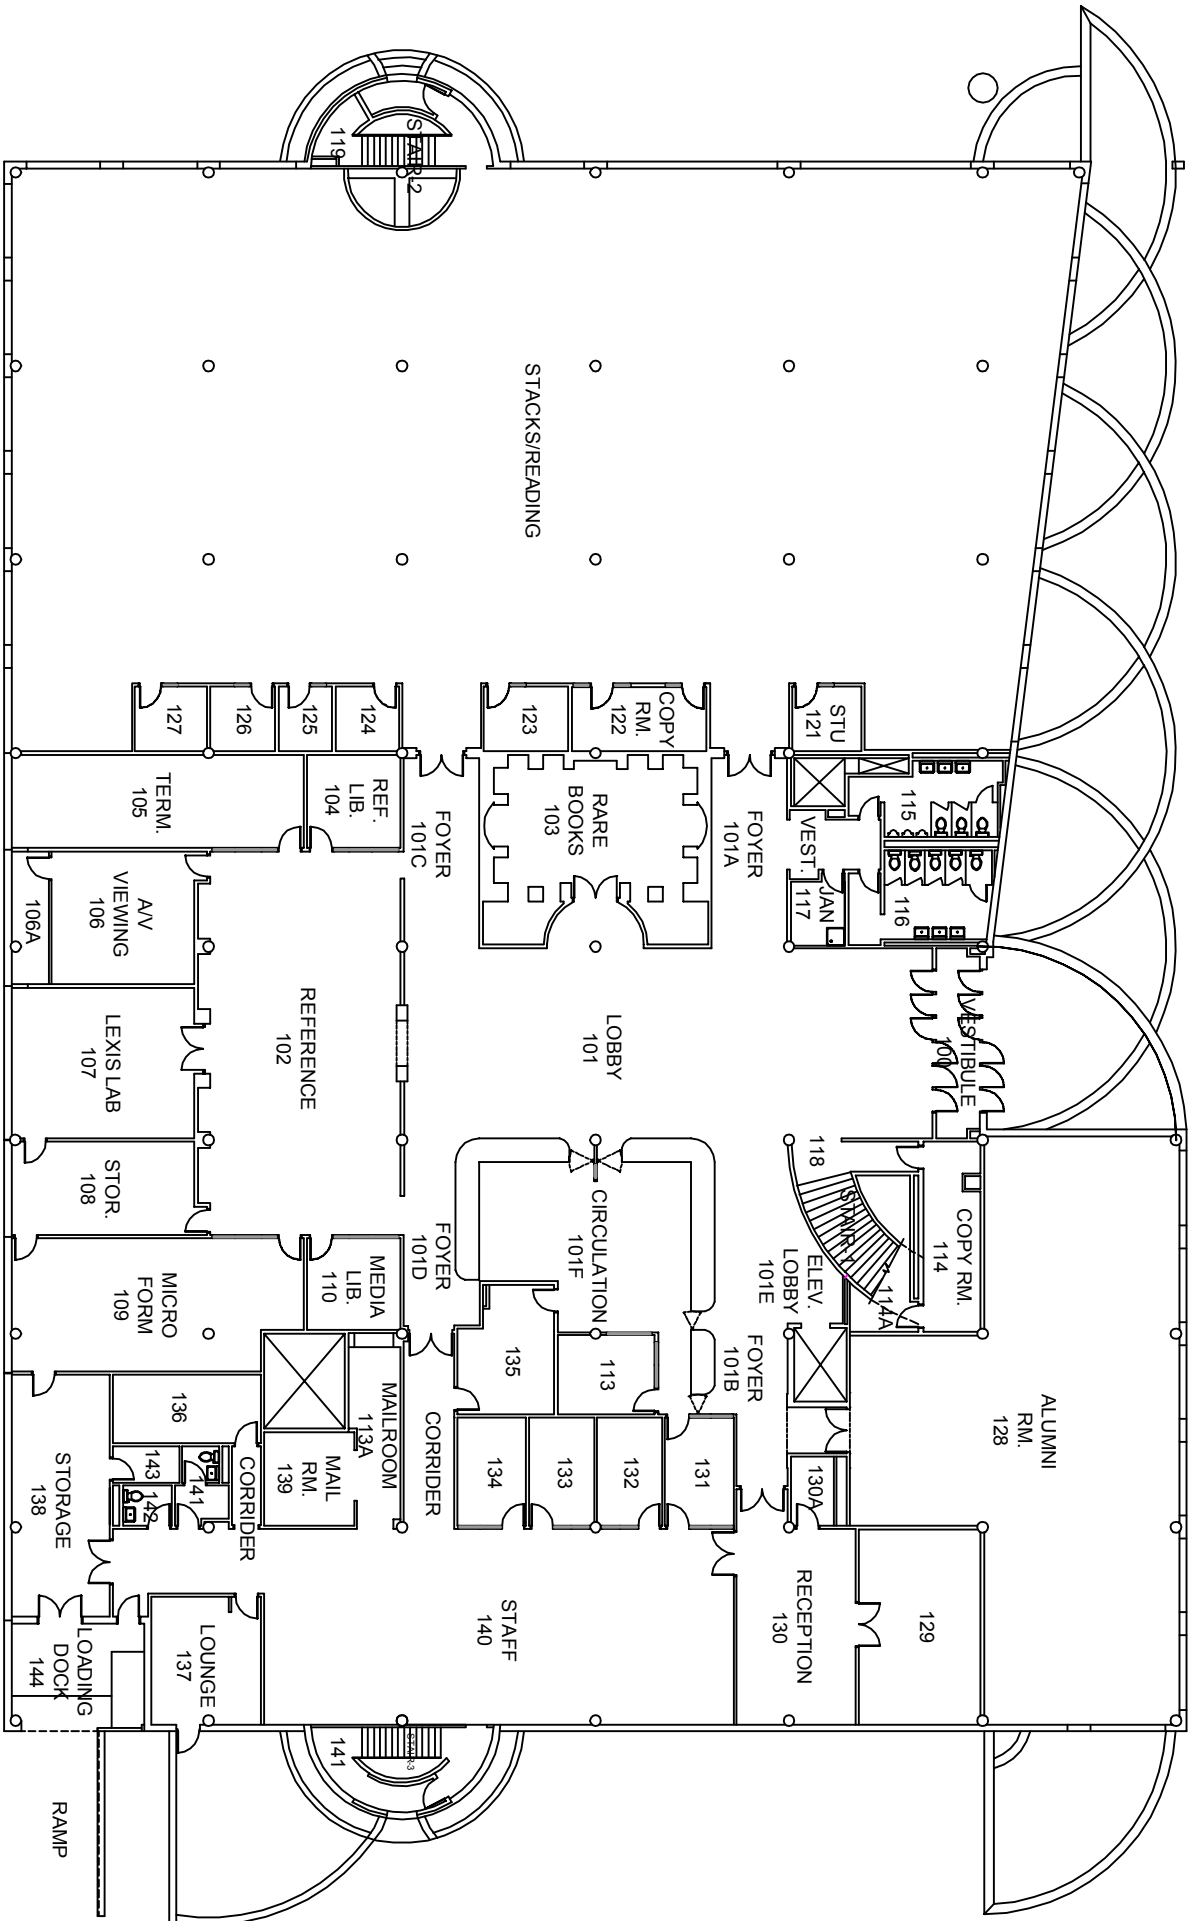 STAIR-2
119
STACKS/READING
STU
121
COPY
RM.
122
123
124
125
126
127
115
VEST.
FOYER
101A
RARE
BOOKS
103
FOYER
101C
REF.
LIB.
104
TERM.
105
116
JAN
117
A/V
VIEWING
106
106A
VESTIBULE
100
LOBBY
101
REFERENCE
102
LEXIS LAB
107
118
STAIR-1
COPY RM.
114
114A
ELEV.
LOBBY
101E
CIRCULATION
101F
FOYER
101D
STOR.
108
MEDIA
LIB.
110
MICRO
FORM
109
FOYER
101B
113
135
ALUMNI
RM.
128
MAILROOM
113A
CORRIDER
136
130A
131
132
133
134
MAIL
RM.
139
CORRIDER
141
143
142
STORAGE
138
129
RECEPTION
130
STAFF
140
LOUNGE
137
LOADING
DOCK
144
STAIR-3
141
RAMP